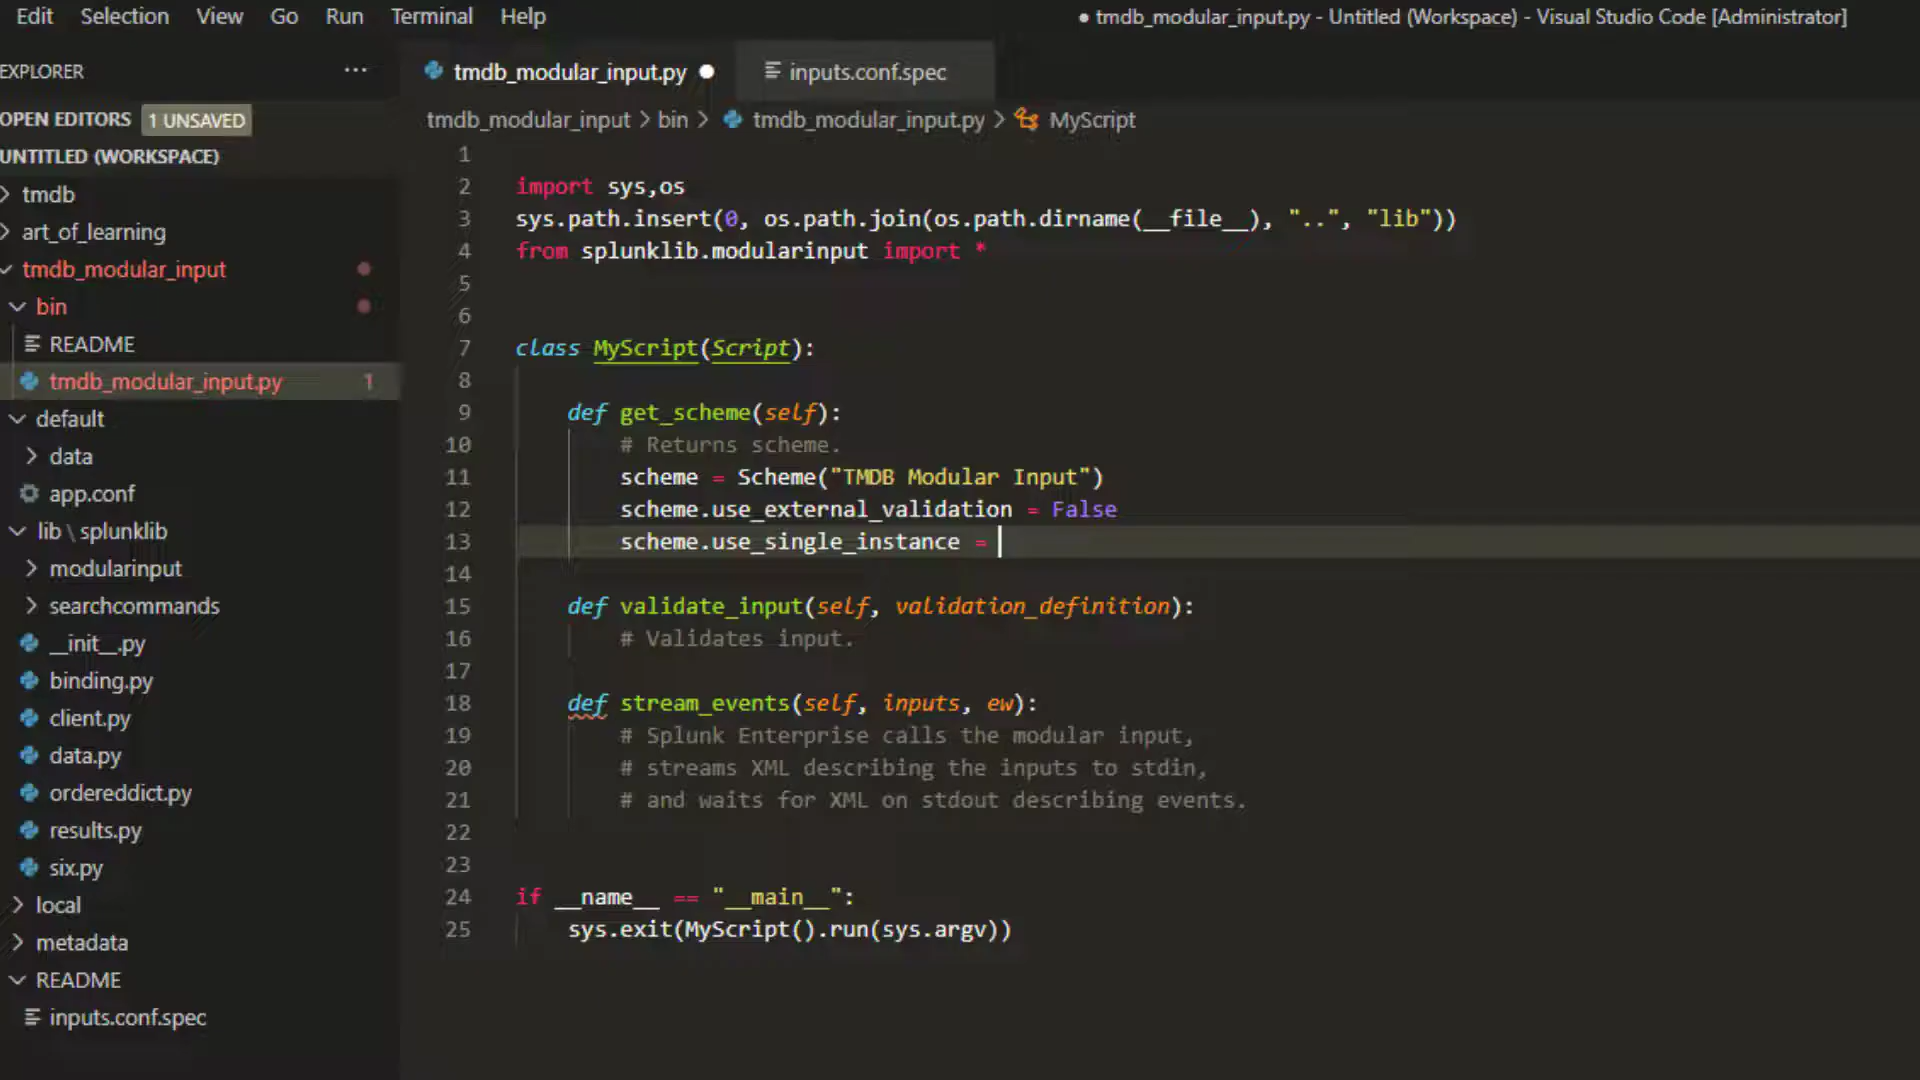 Edit Selection View Go Run Terminal Help
● tmdb_modular_input.py - Untitled (Workspace) - Visual Studio Code [Administrator]
EXPLORER ...
OPEN EDITORS 1 UNSAVED
UNTITLED (WORKSPACE)
tmdb
art_of_learning
tmdb_modular_input
bin
README
tmdb_modular_input.py 1
default
data
app.conf
lib \ splunklib
modularinput
searchcommands
__init__.py
binding.py
client.py
data.py
ordereddict.py
results.py
six.py
local
metadata
README
inputs.conf.spec
tmdb_modular_input.py ● inputs.conf.spec
tmdb_modular_input > bin > tmdb_modular_input.py > MyScript
1
2 import sys,os
3 sys.path.insert(0, os.path.join(os.path.dirname(__file__), "..", "lib"))
4 from splunklib.modularinput import *
5
6
7 class MyScript(Script):
8
9 def get_scheme(self):
10 # Returns scheme.
11 scheme = Scheme("TMDB Modular Input")
12 scheme.use_external_validation = False
13 scheme.use_single_instance =
14
15 def validate_input(self, validation_definition):
16 # Validates input.
17
18 def stream_events(self, inputs, ew):
19 # Splunk Enterprise calls the modular input,
20 # streams XML describing the inputs to stdin,
21 # and waits for XML on stdout describing events.
22
23
24 if __name__ == "__main__":
25 sys.exit(MyScript().run(sys.argv))